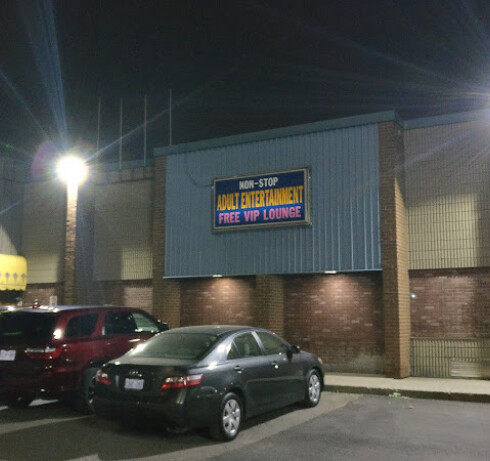 NON-STOP
ADULT ENTERTAINMENT
FREE VIP LOUNGE